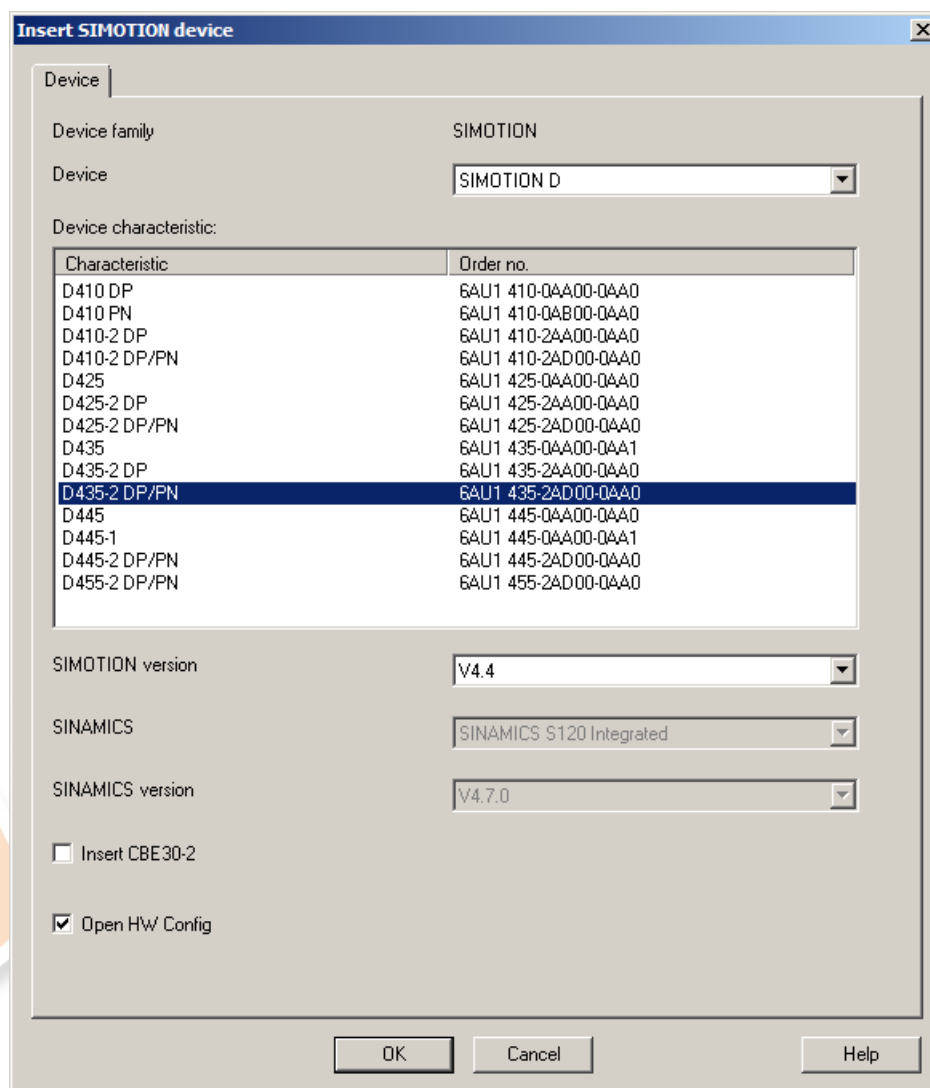 Insert SIMOTION device
Device
Device family SIMOTION
Device SIMOTION D
Device characteristic:
Characteristic Order no.
D410 DP 6AU1 410-0AA00-0AA0
D410 PN 6AU1 410-0AB00-0AA0
D410-2 DP 6AU1 410-2AA00-0AA0
D410-2 DP/PN 6AU1 410-2AD00-0AA0
D425 6AU1 425-0AA00-0AA0
D425-2 DP 6AU1 425-2AA00-0AA0
D425-2 DP/PN 6AU1 425-2AD00-0AA0
D435 6AU1 435-0AA00-0AA1
D435-2 DP 6AU1 435-2AA00-0AA0
D435-2 DP/PN 6AU1 435-2AD00-0AA0
D445 6AU1 445-0AA00-0AA0
D445-1 6AU1 445-0AA00-0AA1
D445-2 DP/PN 6AU1 445-2AD00-0AA0
D455-2 DP/PN 6AU1 455-2AD00-0AA0
SIMOTION version V4.4
SINAMICS SINAMICS S120 Integrated
SINAMICS version V4.7.0
Insert CBE30-2
Open HW Config
OK Cancel Help